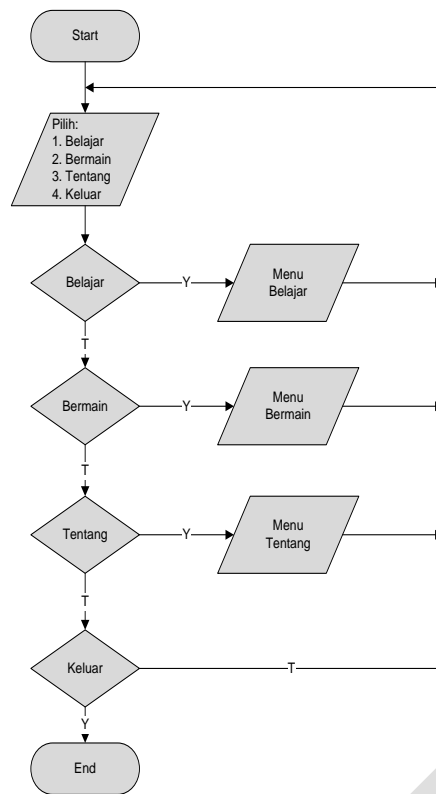 Start
Pilih:
1. Belajar
2. Bermain
3. Tentang
4. Keluar
Belajar
Y
Menu
Belajar
T
Bermain
Y
Menu
Bermain
T
Tentang
Y
Menu
Tentang
T
Keluar
T
Y
End